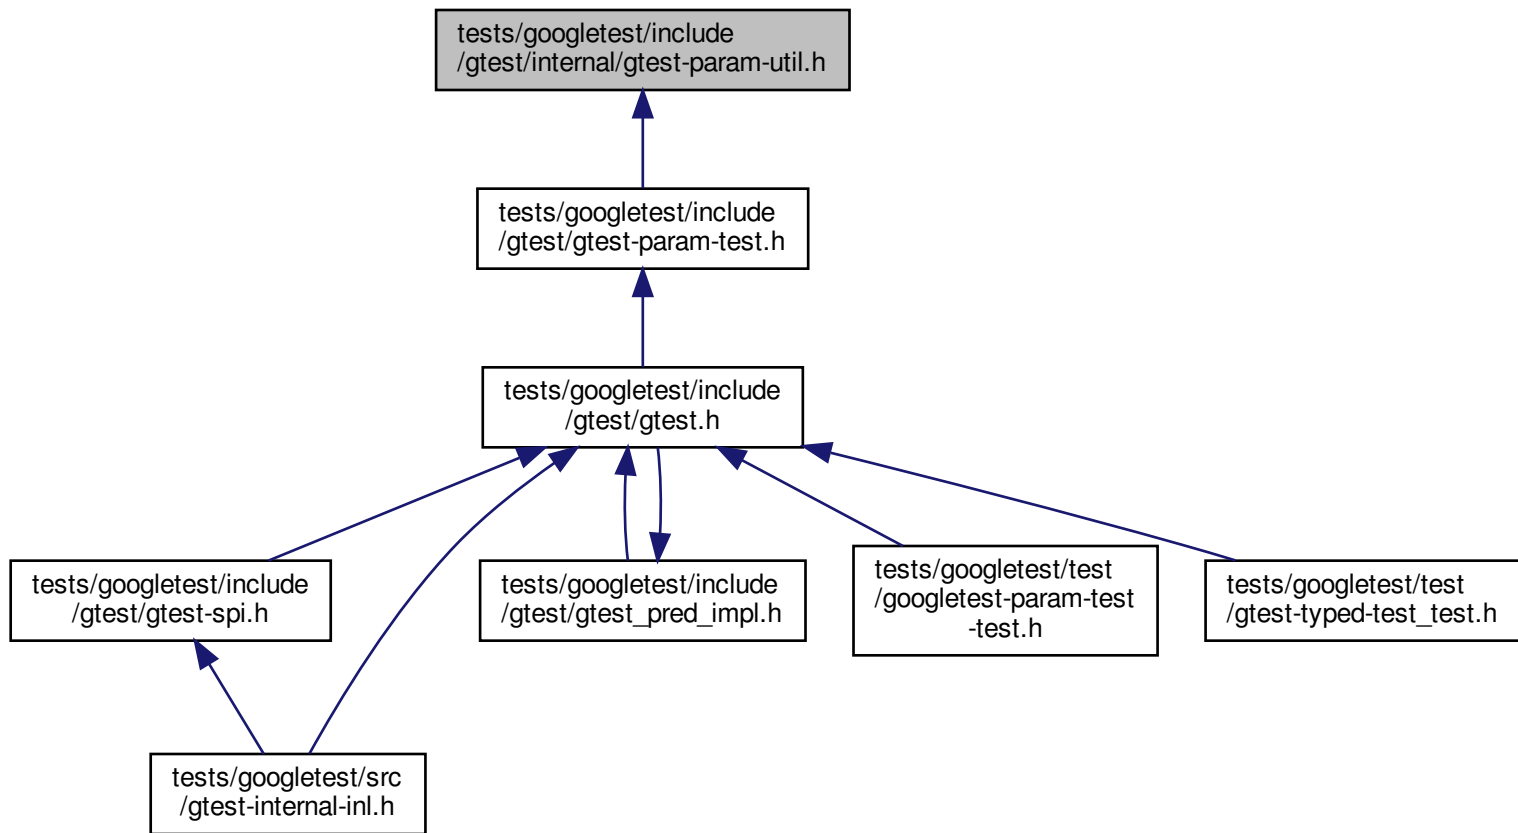 tests/googletest/include
/gtest/internal/gtest-param-util.h
tests/googletest/include
/gtest/gtest-param-test.h
tests/googletest/include
/gtest/gtest.h
tests/googletest/include
/gtest/gtest-spi.h
tests/googletest/include
/gtest/gtest_pred_impl.h
tests/googletest/test
/googletest-param-test
-test.h
tests/googletest/test
/gtest-typed-test_test.h
tests/googletest/src
/gtest-internal-inl.h